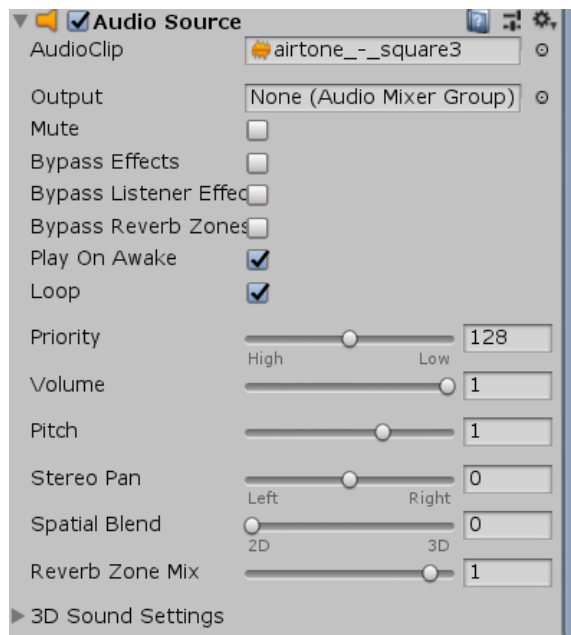 Audio Source
AudioClip airtone_-_square3
Output None (Audio Mixer Group)
Mute
Bypass Effects
Bypass Listener Effec
Bypass Reverb Zones
Play On Awake
Loop
Priority 128
High Low
Volume 1
Pitch 1
Stereo Pan 0
Left Right
Spatial Blend 0
2D 3D
Reverb Zone Mix 1
3D Sound Settings